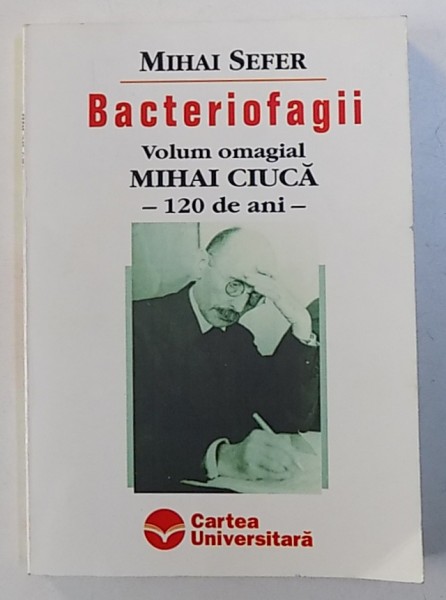 MIHAI SEFER
Bacteriofagii
Volum omagial
MIHAI CIUCĂ
– 120 de ani –
Cartea
Universitară